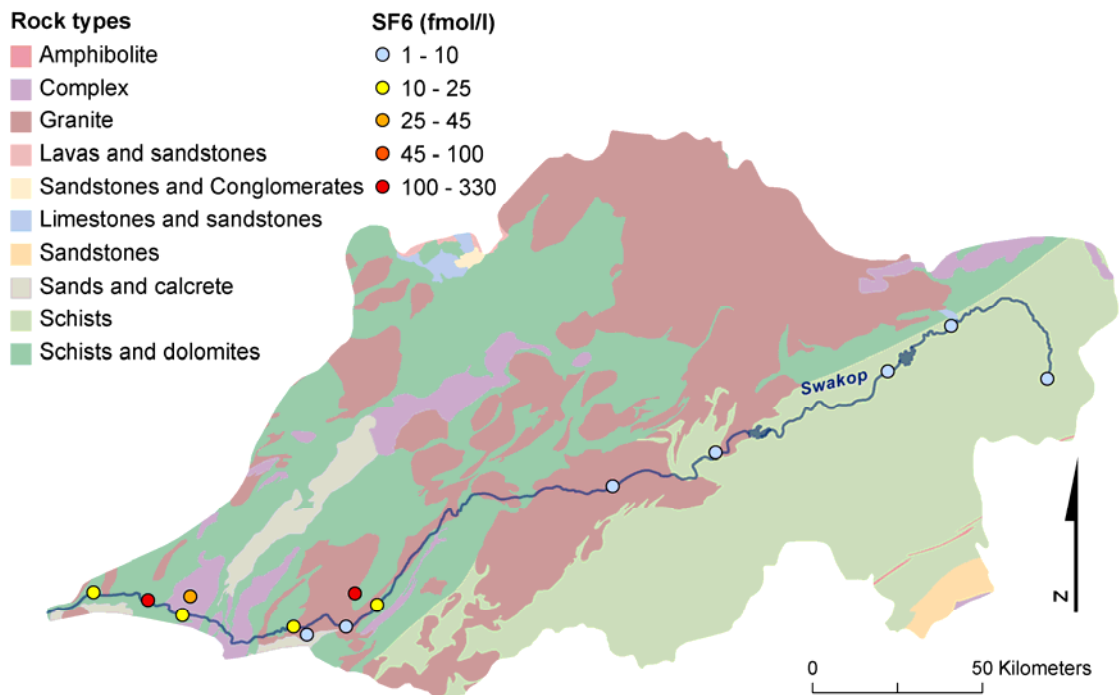 Rock types
Amphibolite
Complex
Granite
Lavas and sandstones
Sandstones and Conglomerates
Limestones and sandstones
Sandstones
Sands and calcrete
Schists
Schists and dolomites
SF6 (fmol/l)
1 - 10
10 - 25
25 - 45
45 - 100
100 - 330
Swakop
N
0 50 Kilometers